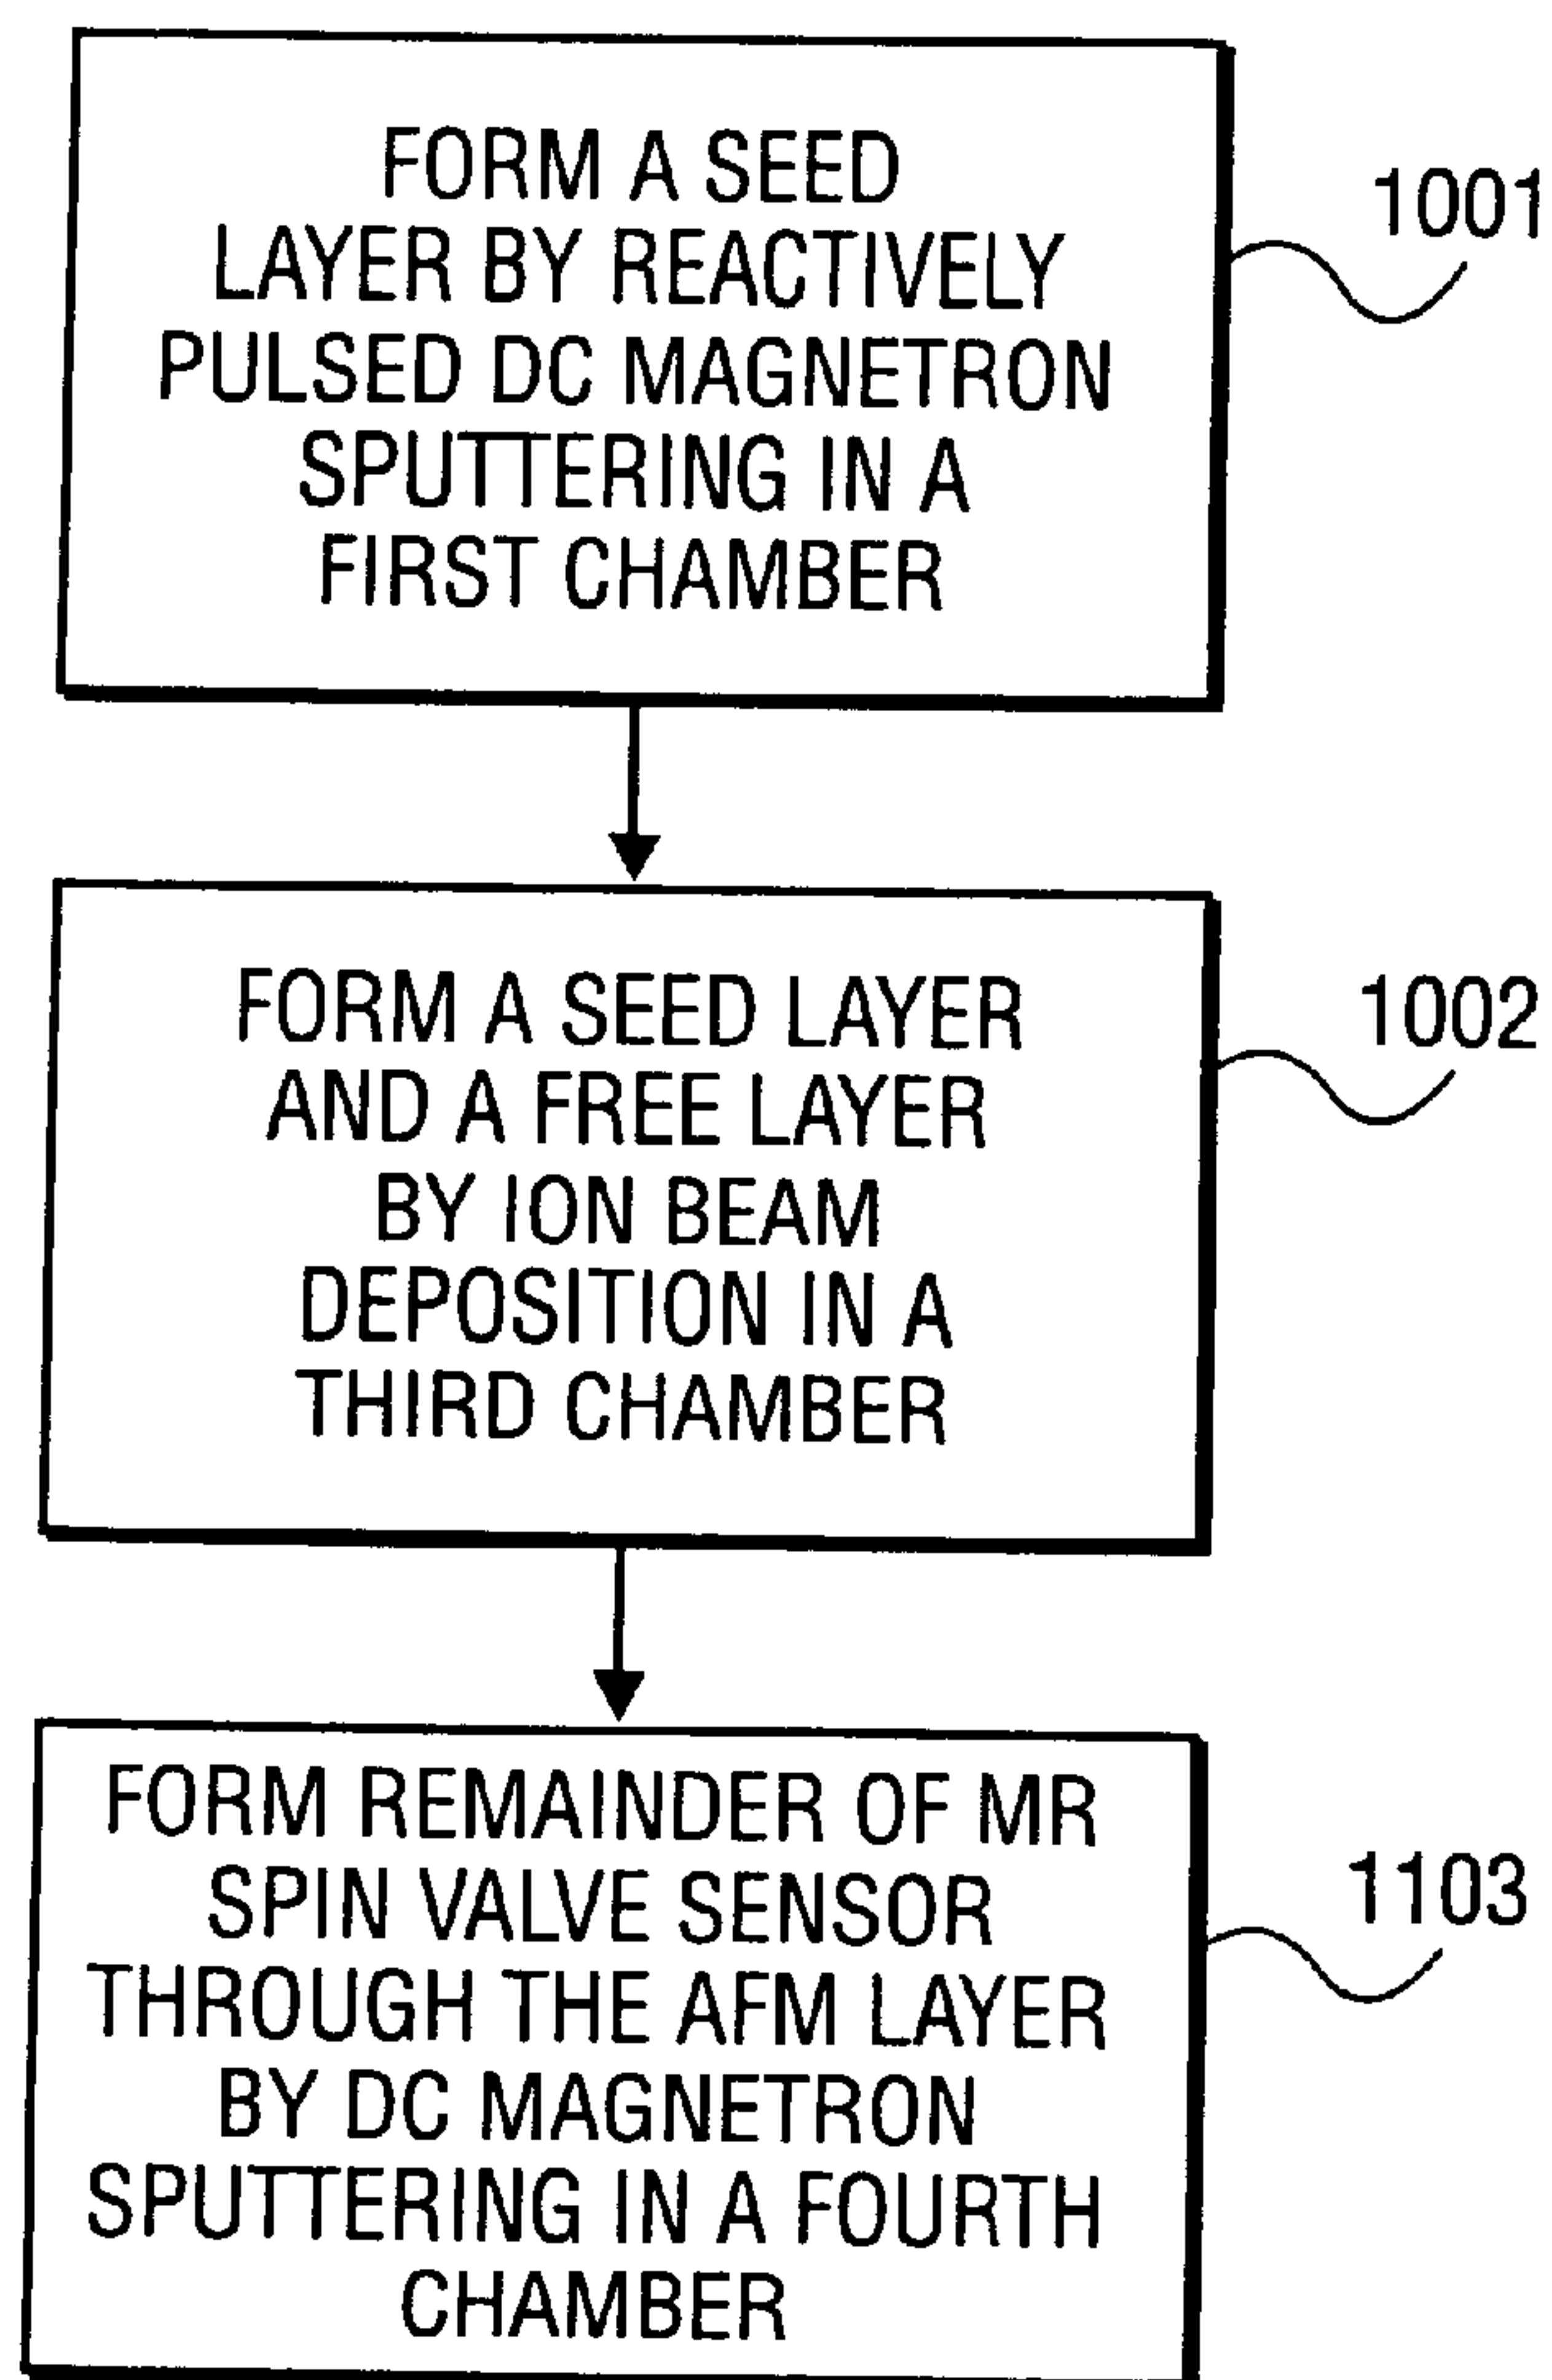 FORM A SEED
LAYER BY REACTIVELY
PULSED DC MAGNETRON
SPUTTERING IN A
FIRST CHAMBER
1001
FORM A SEED LAYER
AND A FREE LAYER
BY ION BEAM
DEPOSITION IN A
THIRD CHAMBER
1002
FORM REMAINDER OF MR
SPIN VALVE SENSOR
THROUGH THE AFM LAYER
BY DC MAGNETRON
SPUTTERING IN A FOURTH
CHAMBER
1103